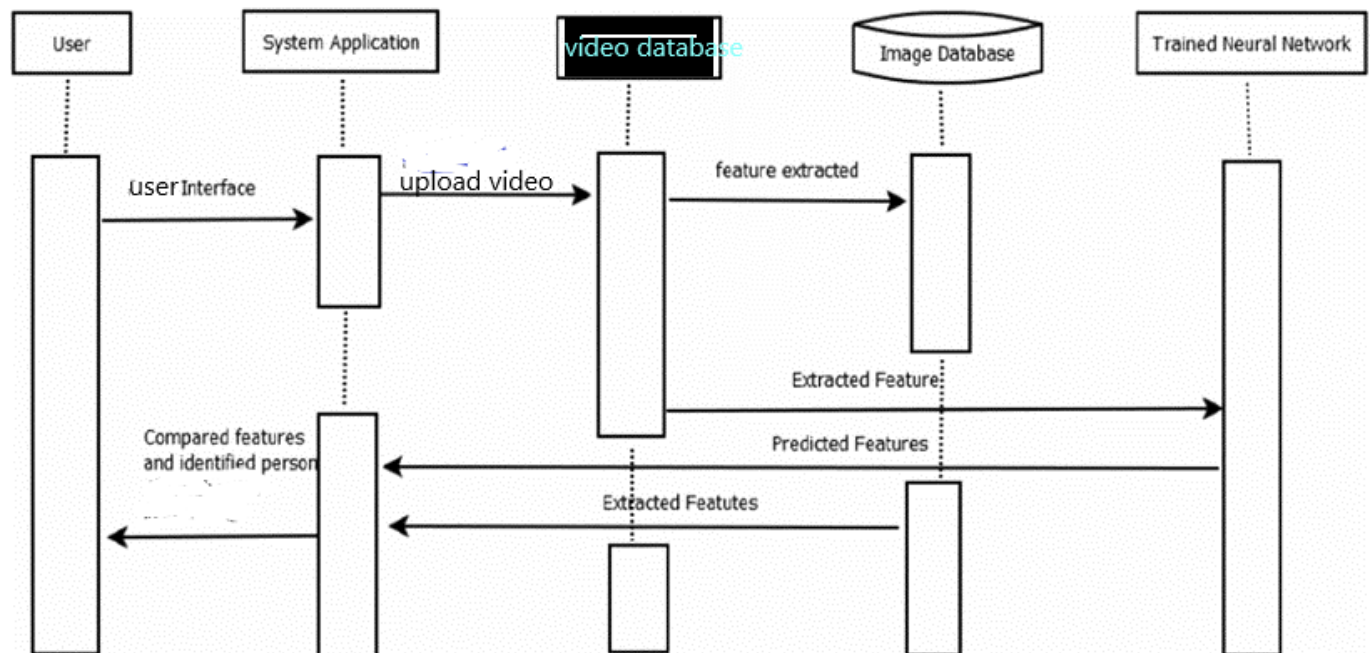 User
System Application
video database
Image Database
Trained Neural Network
user Interface
upload video
feature extracted
Extracted Feature
Compared features
and identified person
Predicted Features
Extracted Featutes